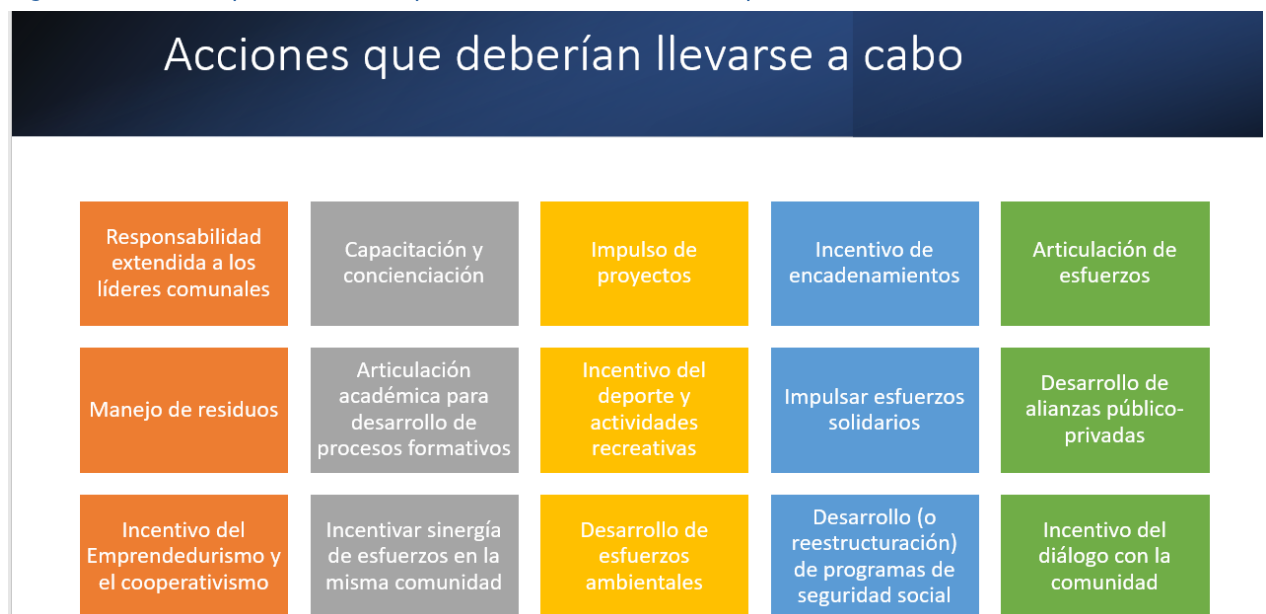 Acciones que deberían llevarse a cabo
Responsabilidad
extendida a los
líderes comunales
Capacitación y
concienciación
Impulso de
proyectos
Incentivo de
encadenamientos
Articulación de
esfuerzos
Manejo de residuos
Articulación
académica para
desarrollo de
procesos formativos
Incentivo del
deporte y
actividades
recreativas
Impulsar esfuerzos
solidarios
Desarrollo de
alianzas público-
privadas
Incentivo del
Emprendedurismo y
el cooperativismo
Incentivar sinergía
de esfuerzos en la
misma comunidad
Desarrollo de
esfuerzos
ambientales
Desarrollo (o
reestructuración)
de programas de
seguridad social
Incentivo del
diálogo con la
comunidad